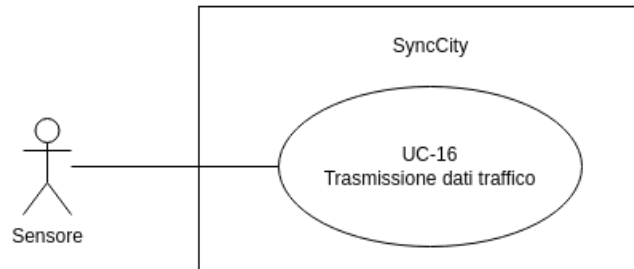 SyncCity
UC-16
Trasmissione dati traffico
Sensore